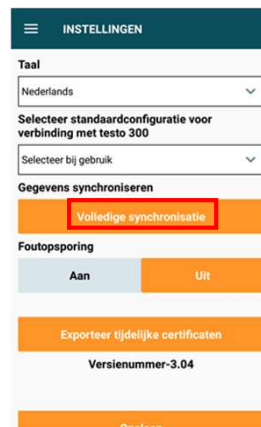 INSTELLINGEN
Taal
Nederlands
Selecteer standaardconfiguratie voor
verbinding met testo 300
Selecteer bij gebruik
Gegevens synchroniseren
Volledige synchronisatie
Foutopsporing
Aan Uit
Exporteer tijdelijke certificaten
Versienummer-3.04